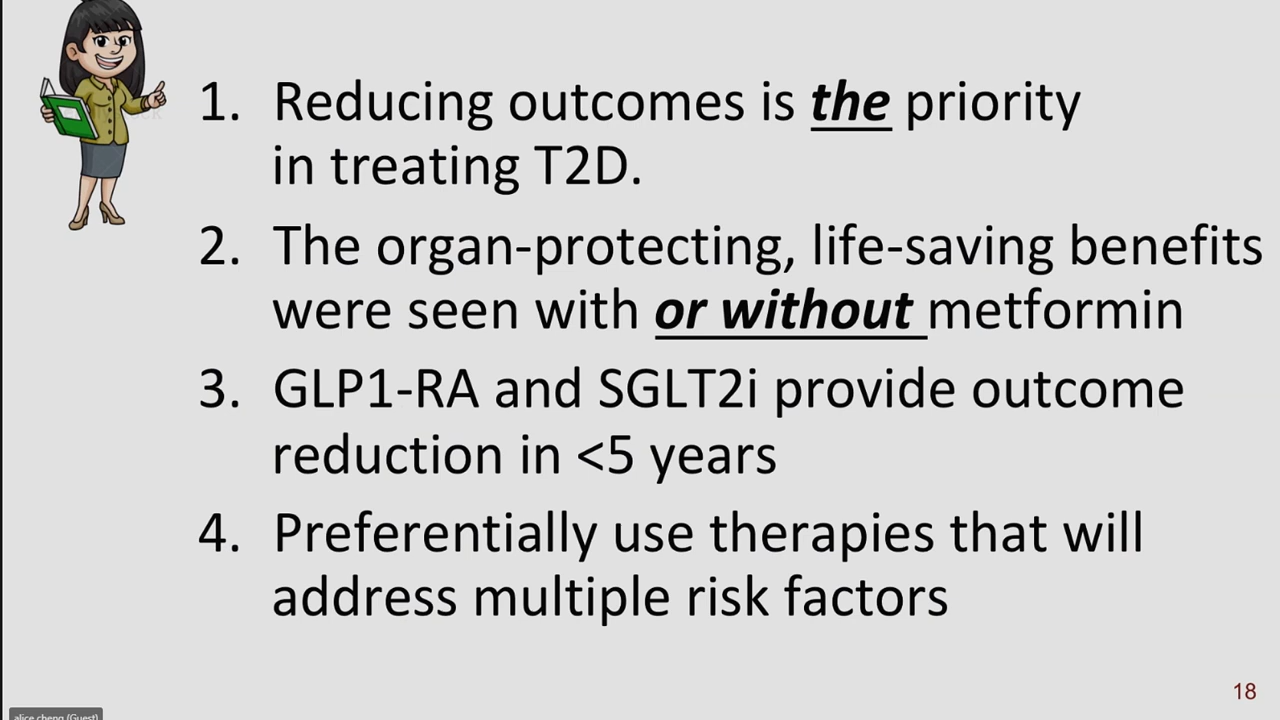 1. Reducing outcomes is the priority
in treating T2D.
2. The organ-protecting, life-saving benefits
were seen with or without metformin
3. GLP1-RA and SGLT2i provide outcome
reduction in <5 years
4. Preferentially use therapies that will
address multiple risk factors
18
alice cheng (Guest)